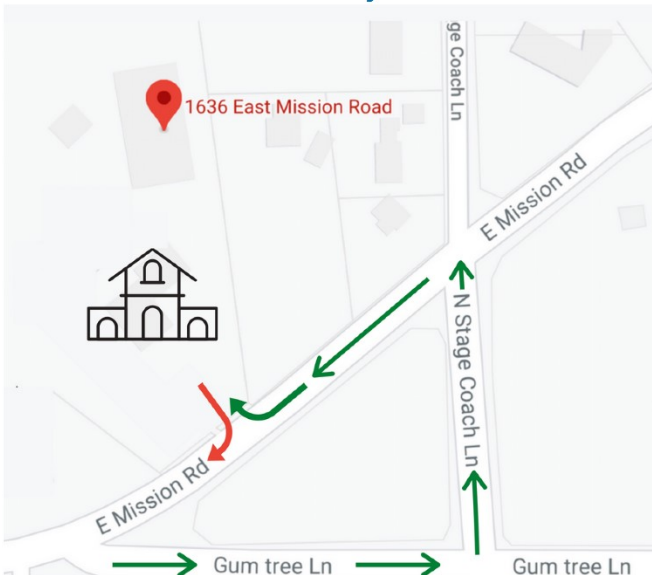 ge Coach Ln
1636 East Mission Road
E Mission Rd
N Stage Coach Ln
E Mission Rd
Gum tree Ln
Gum tree Ln